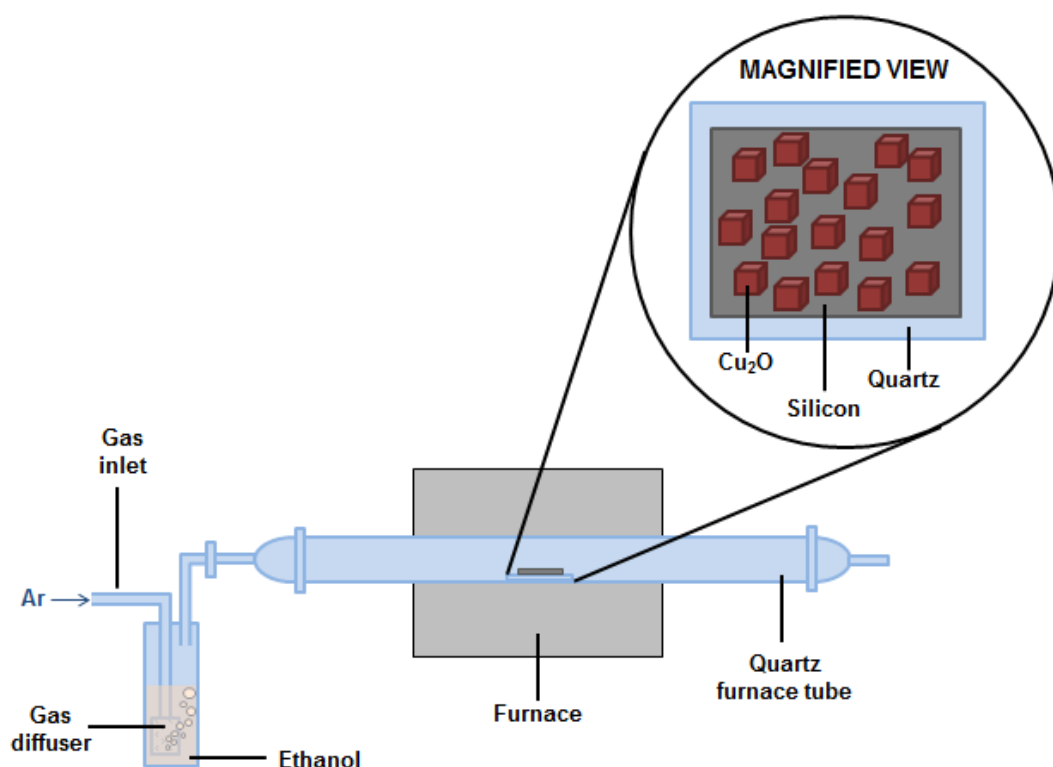 MAGNIFIED VIEW
Cu₂O
Quartz
Silicon
Gas
inlet
Ar
Quartz
furnace tube
Furnace
Gas
diffuser
Ethanol